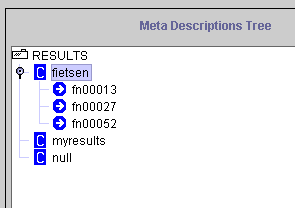 Meta Descriptions Tree
RESULTS
C fietsen
fn00013
fn00027
fn00052
C myresults
C null